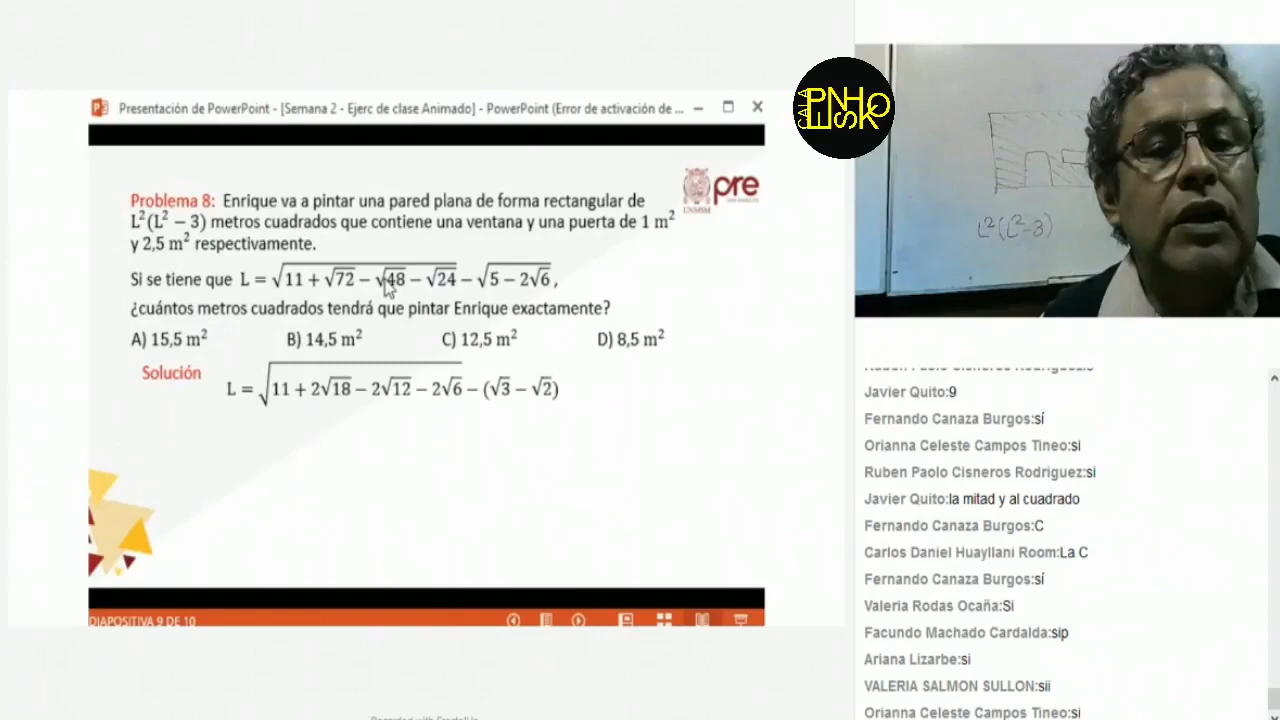 Presentación de PowerPoint - [Semana 2 - Ejerc de clase Animado] - PowerPoint (Error de activación de ...
CALA
PNHO
ESK
Problema 8: Enrique va a pintar una pared plana de forma rectangular de
L²(L² − 3) metros cuadrados que contiene una ventana y una puerta de 1 m²
y 2,5 m² respectivamente.
pre
UNMSM
Si se tiene que L = √(11 + √72 − √48 − √24) − √(5 − 2√6) ,
¿cuántos metros cuadrados tendrá que pintar Enrique exactamente?
A) 15,5 m² B) 14,5 m² C) 12,5 m² D) 8,5 m²
Solución
L = √(11 + 2√18 − 2√12 − 2√6) − (√3 − √2)
DIAPOSITIVA 9 DE 10
L²(L²−3)
Javier Quito:9
Fernando Canaza Burgos:sí
Orianna Celeste Campos Tineo:si
Ruben Paolo Cisneros Rodriguez:si
Javier Quito:la mitad y al cuadrado
Fernando Canaza Burgos:C
Carlos Daniel Huayllani Room:La C
Fernando Canaza Burgos:sí
Valeria Rodas Ocaña:Si
Facundo Machado Cardalda:sip
Ariana Lizarbe:si
VALERIA SALMON SULLON:sii
Orianna Celeste Campos Tineo:si